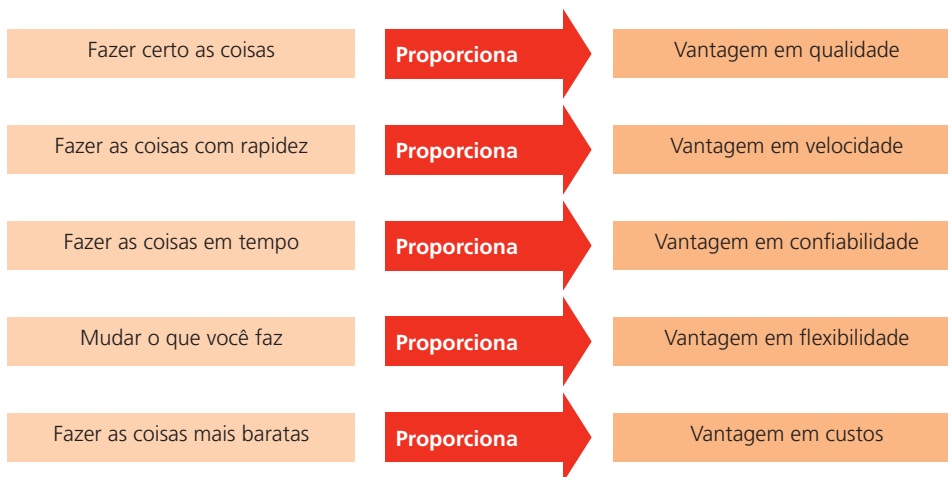 Fazer certo as coisas Proporciona Vantagem em qualidade
Fazer as coisas com rapidez Proporciona Vantagem em velocidade
Fazer as coisas em tempo Proporciona Vantagem em confiabilidade
Mudar o que você faz Proporciona Vantagem em flexibilidade
Fazer as coisas mais baratas Proporciona Vantagem em custos